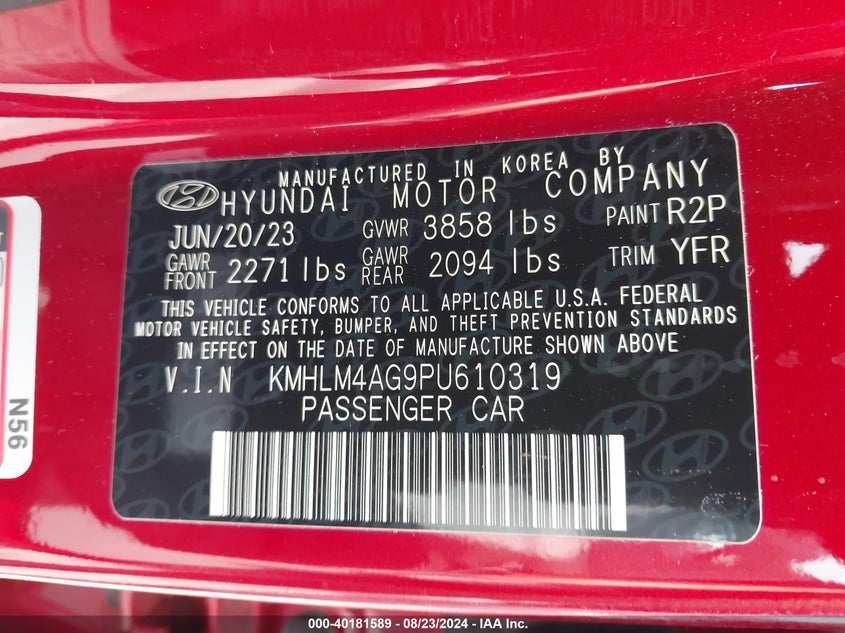 MANUFACTURED IN KOREA BY
HYUNDAI MOTOR COMPANY
JUN/20/23 GVWR 3858 lbs PAINT R2P
GAWR FRONT 2271 lbs GAWR REAR 2094 lbs TRIM YFR
THIS VEHICLE CONFORMS TO ALL APPLICABLE U.S.A. FEDERAL
MOTOR VEHICLE SAFETY, BUMPER, AND THEFT PREVENTION STANDARDS
IN EFFECT ON THE DATE OF MANUFACTURE SHOWN ABOVE
V.I.N KMHLM4AG9PU610319
PASSENGER CAR
N56
000-40181589 - 08/23/2024 - IAA Inc.